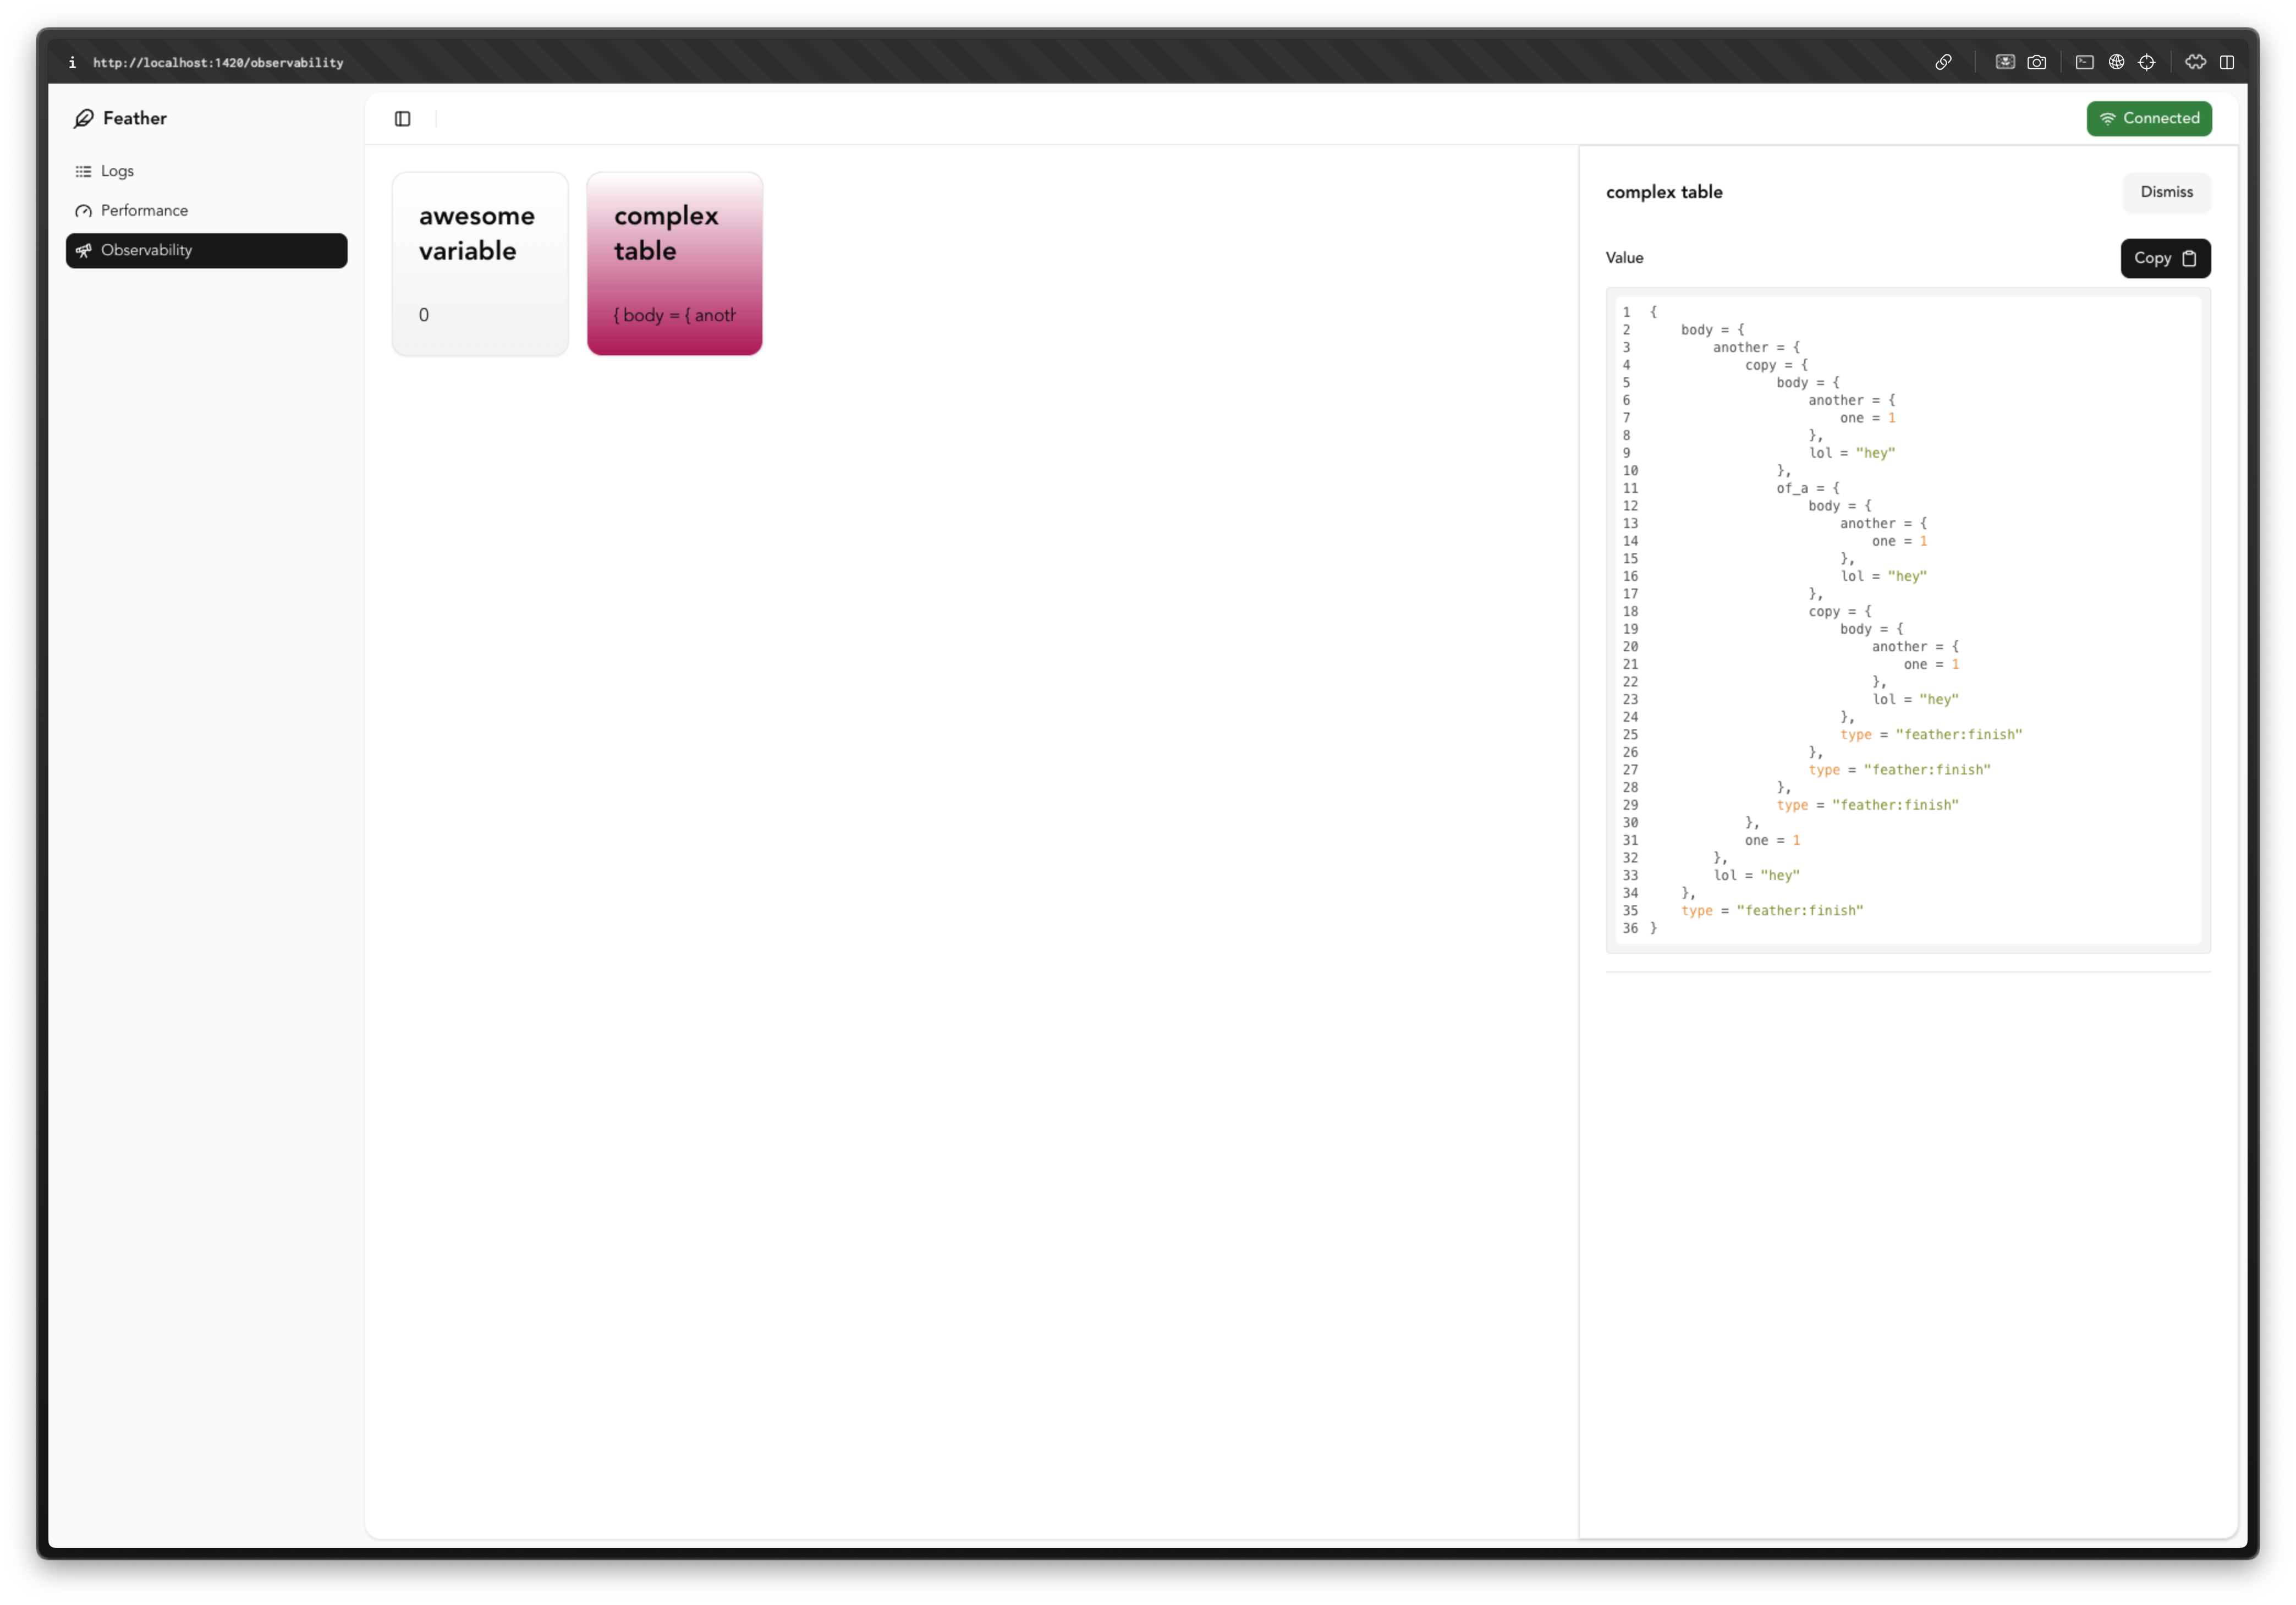 http://localhost:1420/observability
Feather
Connected
Logs
Performance
Observability
awesome
variable
0
complex
table
{ body = { anoth
complex table
Dismiss
Value
Copy
1 {
2     body = {
3         another = {
4             copy = {
5                 body = {
6                     another = {
7                         one = 1
8                     },
9                     lol = "hey"
10                 },
11                 of_a = {
12                     body = {
13                         another = {
14                             one = 1
15                         },
16                         lol = "hey"
17                     },
18                     copy = {
19                         body = {
20                             another = {
21                                 one = 1
22                             },
23                             lol = "hey"
24                         },
25                         type = "feather:finish"
26                     },
27                     type = "feather:finish"
28                 },
29                 type = "feather:finish"
30             },
31             one = 1
32         },
33         lol = "hey"
34     },
35     type = "feather:finish"
36 }